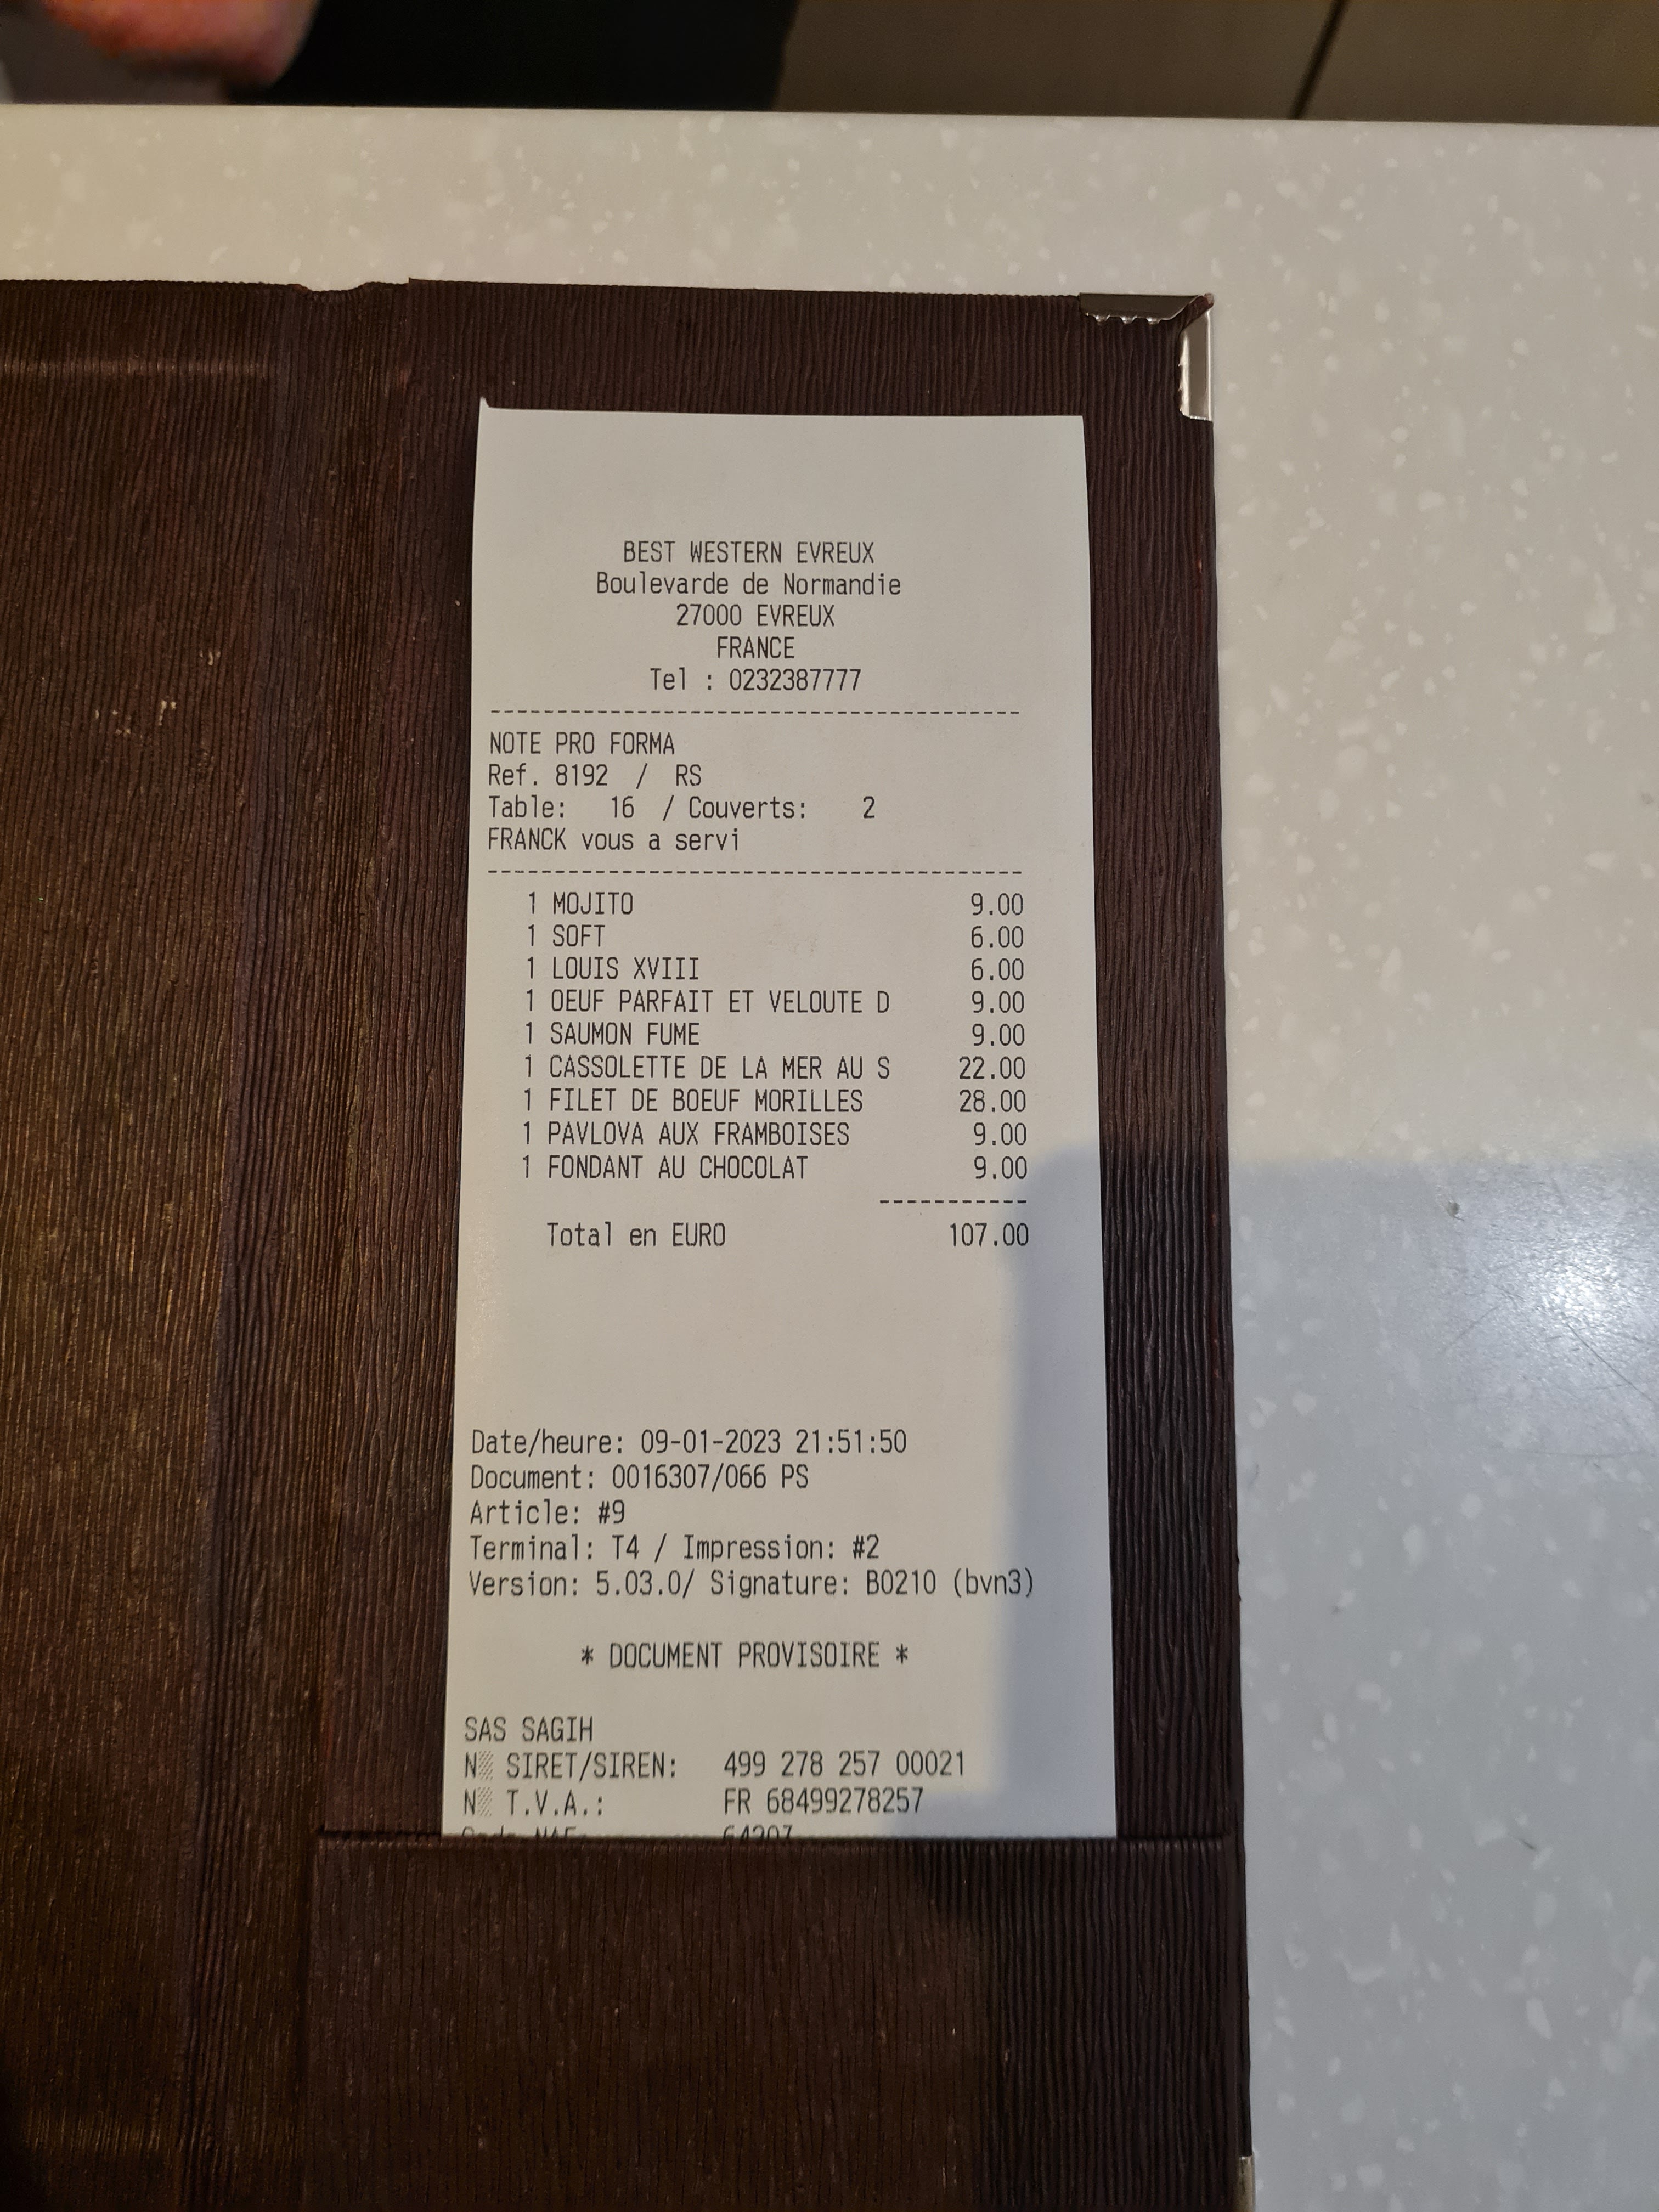 BEST WESTERN EVREUX
Boulevarde de Normandie
27000 EVREUX
FRANCE
Tel : 0232387777
NOTE PRO FORMA
Ref. 8192 / RS
Table: 16 / Couverts: 2
FRANCK vous a servi
1 MOJITO 9.00
1 SOFT 6.00
1 LOUIS XVIII 6.00
1 OEUF PARFAIT ET VELOUTE D 9.00
1 SAUMON FUME 9.00
1 CASSOLETTE DE LA MER AU S 22.00
1 FILET DE BOEUF MORILLES 28.00
1 PAVLOVA AUX FRAMBOISES 9.00
1 FONDANT AU CHOCOLAT 9.00
Total en EURO 107.00
Date/heure: 09-01-2023 21:51:50
Document: 0016307/066 PS
Article: #9
Terminal: T4 / Impression: #2
Version: 5.03.0/ Signature: B0210 (bvn3)
* DOCUMENT PROVISOIRE *
SAS SAGIH
N▒ SIRET/SIREN: 499 278 257 00021
N▒ T.V.A.: FR 68499278257